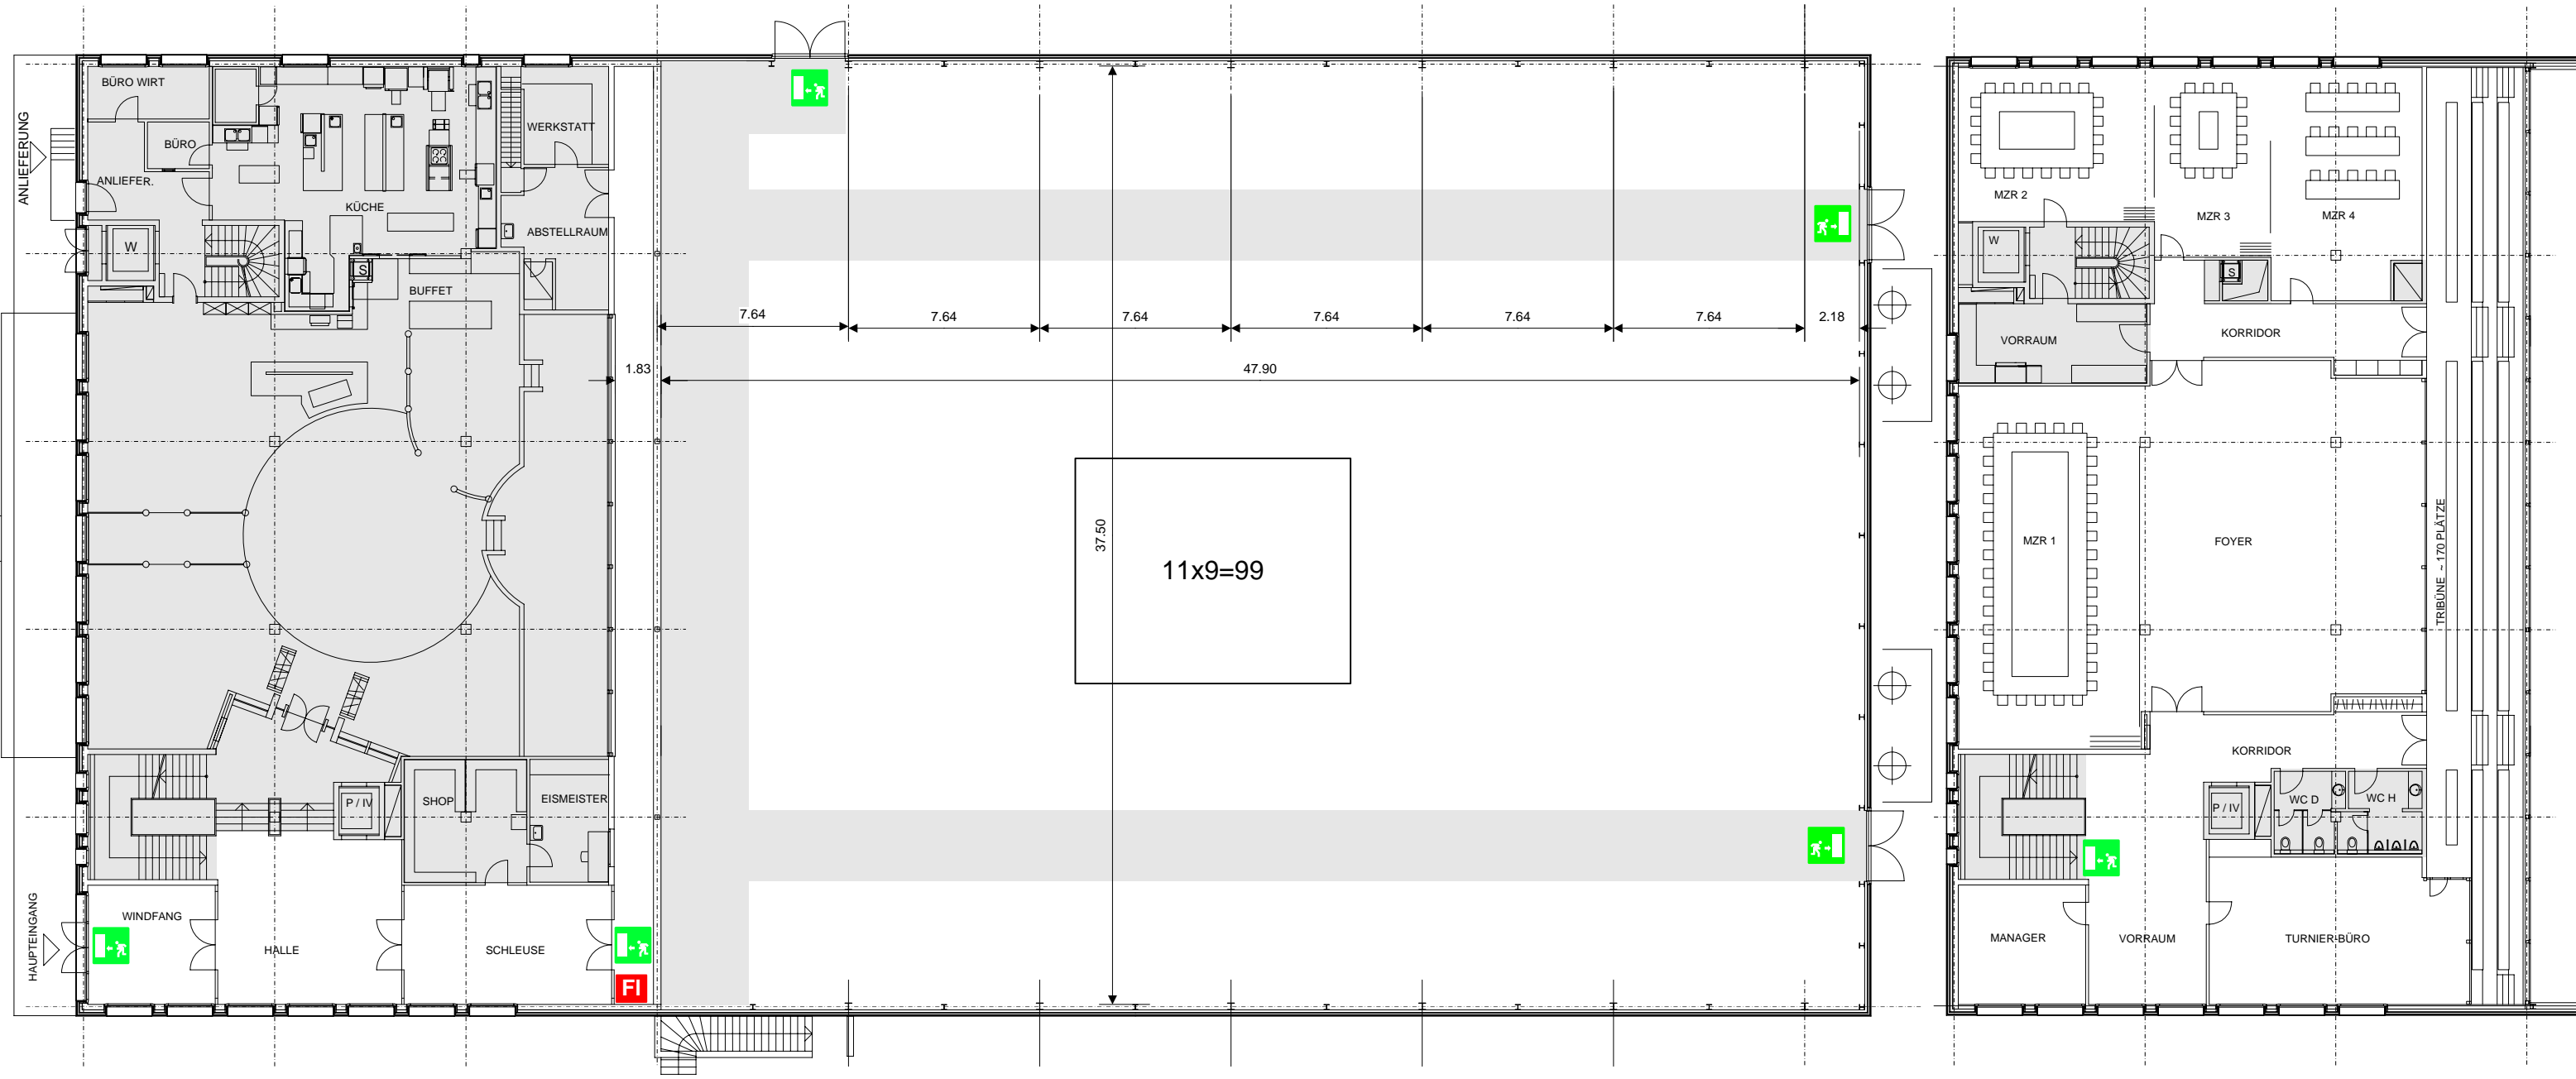 BÜRO WIRT
ANLIEFERUNG
BÜRO
ANLIEFER.
KÜCHE
WERKSTATT
ABSTELLRAUM
W
S
BUFFET
7.64
7.64
7.64
7.64
7.64
7.64
2.18
1.83
47.90
37.50
11x9=99
P / IV
SHOP
EISMEISTER
HAUPTEINGANG
WINDFANG
HALLE
SCHLEUSE
FI
MZR 2
MZR 3
MZR 4
W
S
VORRAUM
KORRIDOR
MZR 1
FOYER
TRIBÜNE ~ 170 PLÄTZE
KORRIDOR
P / IV
WC D
WC H
MANAGER
VORRAUM
TURNIER-BÜRO